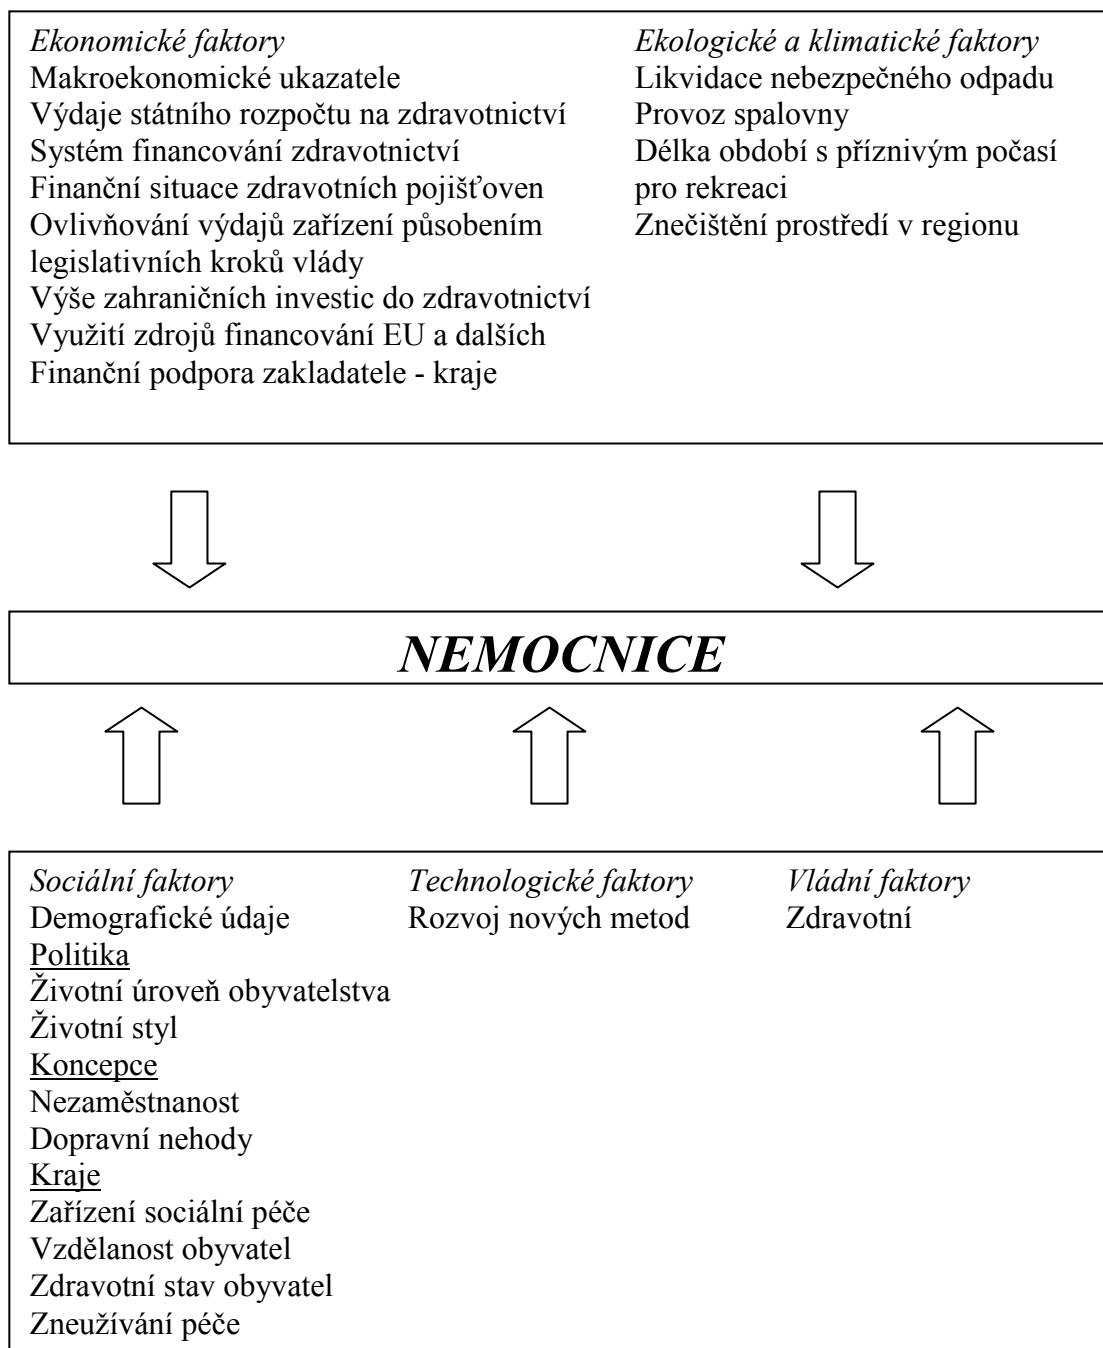 Ekonomické faktory
Makroekonomické ukazatele
Výdaje státního rozpočtu na zdravotnictví
Systém financování zdravotnictví
Finanční situace zdravotních pojišťoven
Ovlivňování výdajů zařízení působením
legislativních kroků vlády
Výše zahraničních investic do zdravotnictví
Využití zdrojů financování EU a dalších
Finanční podpora zakladatele - kraje
Ekologické a klimatické faktory
Likvidace nebezpečného odpadu
Provoz spalovny
Délka období s příznivým počasí
pro rekreaci
Znečištění prostředí v regionu
NEMOCNICE
Sociální faktory
Demografické údaje
Politika
Životní úroveň obyvatelstva
Životní styl
Koncepce
Nezaměstnanost
Dopravní nehody
Kraje
Zařízení sociální péče
Vzdělanost obyvatel
Zdravotní stav obyvatel
Zneužívání péče
Technologické faktory
Rozvoj nových metod
Vládní faktory
Zdravotní